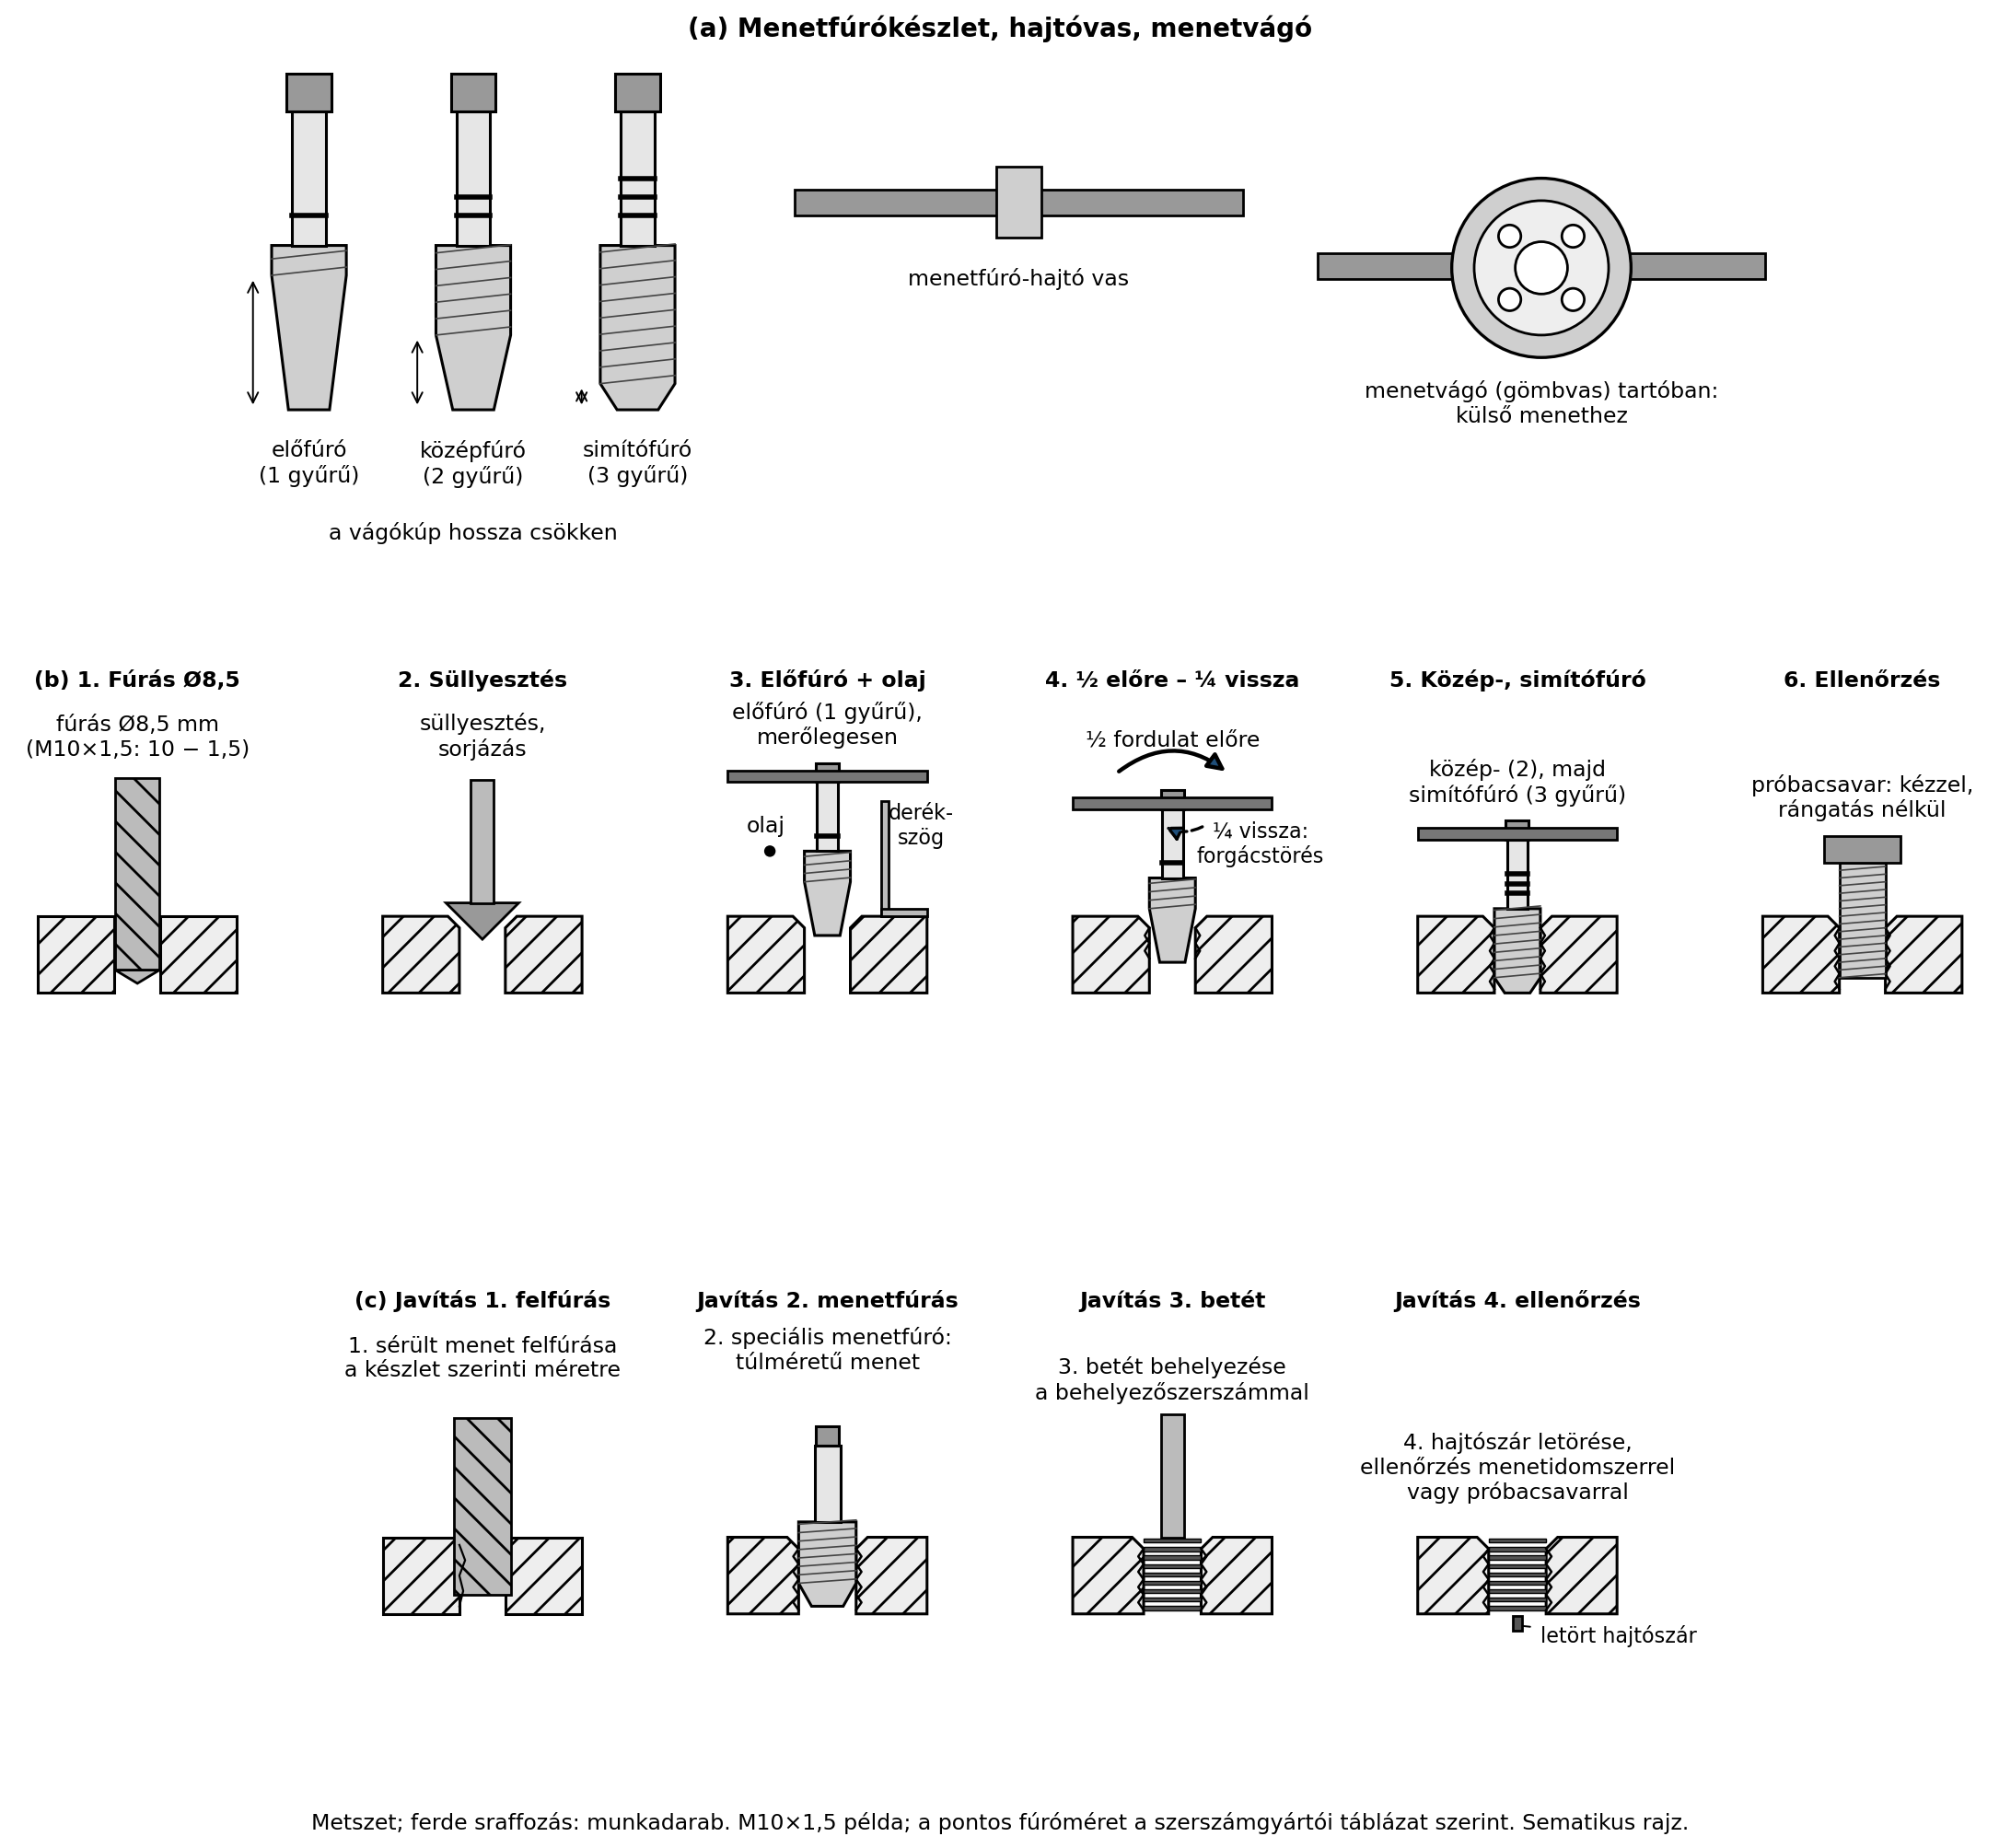 (a) Menetfúrókészlet, hajtóvas, menetvágó
menetfúró-hajtó vas
menetvágó (gömbvas) tartóban:
külső menethez
előfúró
(1 gyűrű)
középfúró
(2 gyűrű)
simítófúró
(3 gyűrű)
a vágókúp hossza csökken
(b) 1. Fúrás Ø8,5
fúrás Ø8,5 mm
(M10×1,5: 10 − 1,5)
2. Süllyesztés
süllyesztés,
sorjázás
3. Előfúró + olaj
előfúró (1 gyűrű),
merőlegesen
olaj
derék-
szög
4. ½ előre – ¼ vissza
½ fordulat előre
¼ vissza:
forgácstörés
5. Közép-, simítófúró
közép- (2), majd
simítófúró (3 gyűrű)
6. Ellenőrzés
próbacsavar: kézzel,
rángatás nélkül
(c) Javítás 1. felfúrás
1. sérült menet felfúrása
a készlet szerinti méretre
Javítás 2. menetfúrás
2. speciális menetfúró:
túlméretű menet
Javítás 3. betét
3. betét behelyezése
a behelyezőszerszámmal
Javítás 4. ellenőrzés
4. hajtószár letörése,
ellenőrzés menetidomszerrel
vagy próbacsavarral
letört hajtószár
Metszet; ferde sraffozás: munkadarab. M10×1,5 példa; a pontos fúróméret a szerszámgyártói táblázat szerint. Sematikus rajz.